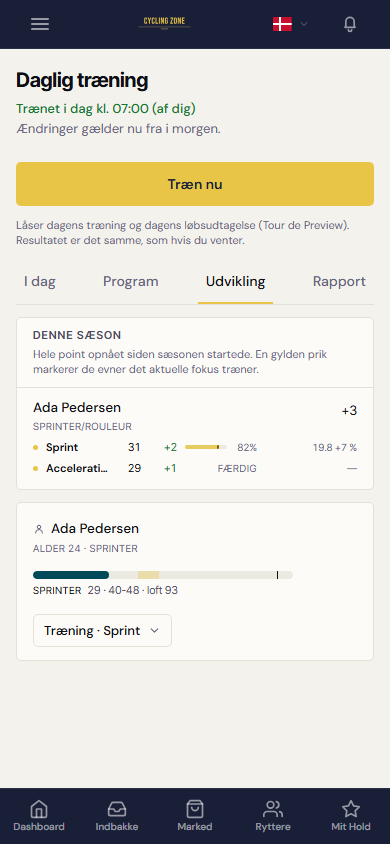 CYCLING ZONE
Daglig træning
Trænet i dag kl. 07:00 (af dig)
Ændringer gælder nu fra i morgen.
Træn nu
Låser dagens træning og dagens løbsudtagelse (Tour de Preview).
Resultatet er det samme, som hvis du venter.
I dag Program Udvikling Rapport
DENNE SÆSON
Hele point opnået siden sæsonen startede. En gylden prik
markerer de evner det aktuelle fokus træner.
Ada Pedersen +3
SPRINTER/ROULEUR
Sprint 31 +2 82% 19.8 +7 %
Accelerati... 29 +1 FÆRDIG —
Ada Pedersen
ALDER 24 · SPRINTER
SPRINTER 29 · 40-48 · loft 93
Træning · Sprint
Dashboard Indbakke Marked Ryttere Mit Hold